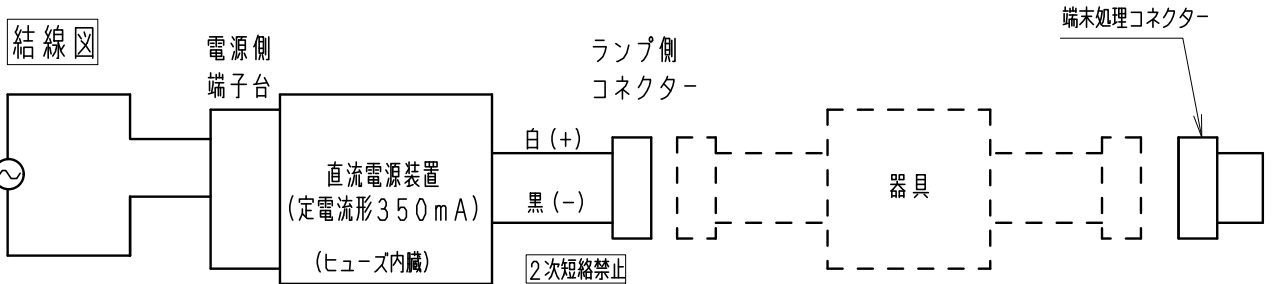 結線図
電源側
端子台
直流電源装置
(定電流形350mA)
(ヒューズ内臓)
白(+)
黒(-)
2次短絡禁止
ランプ側
コネクター
器具
端末処理コネクター